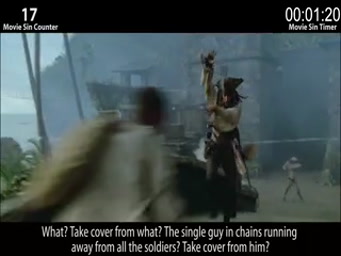 17
Movie Sin Counter
00:01:20
Movie Sin Timer
What? Take cover from what? The single guy in chains running
away from all the soldiers? Take cover from him?